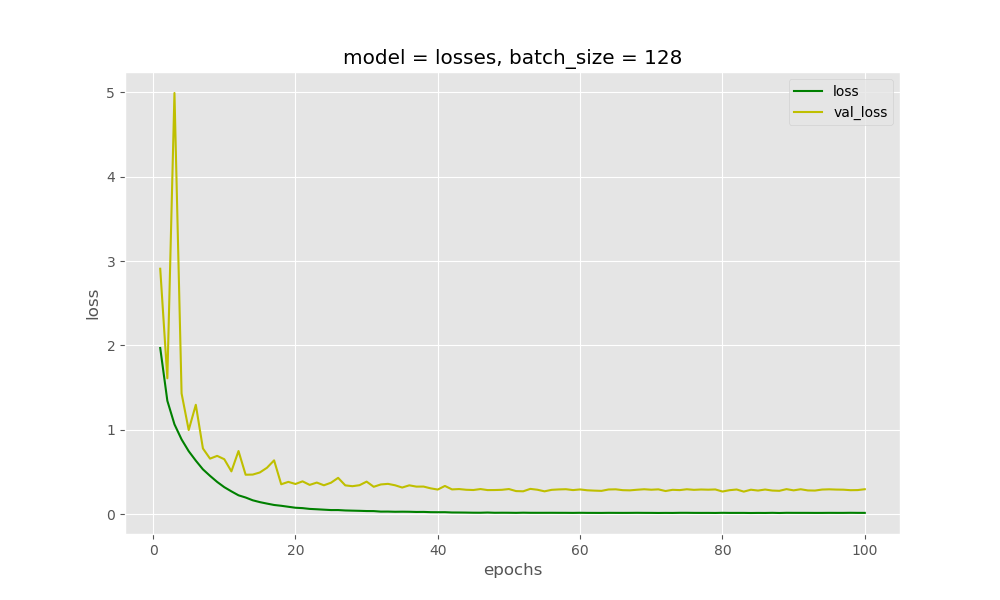 model = losses, batch_size = 128
loss
val_loss
5
4
3
2
1
0
loss
0
20
40
60
80
100
epochs